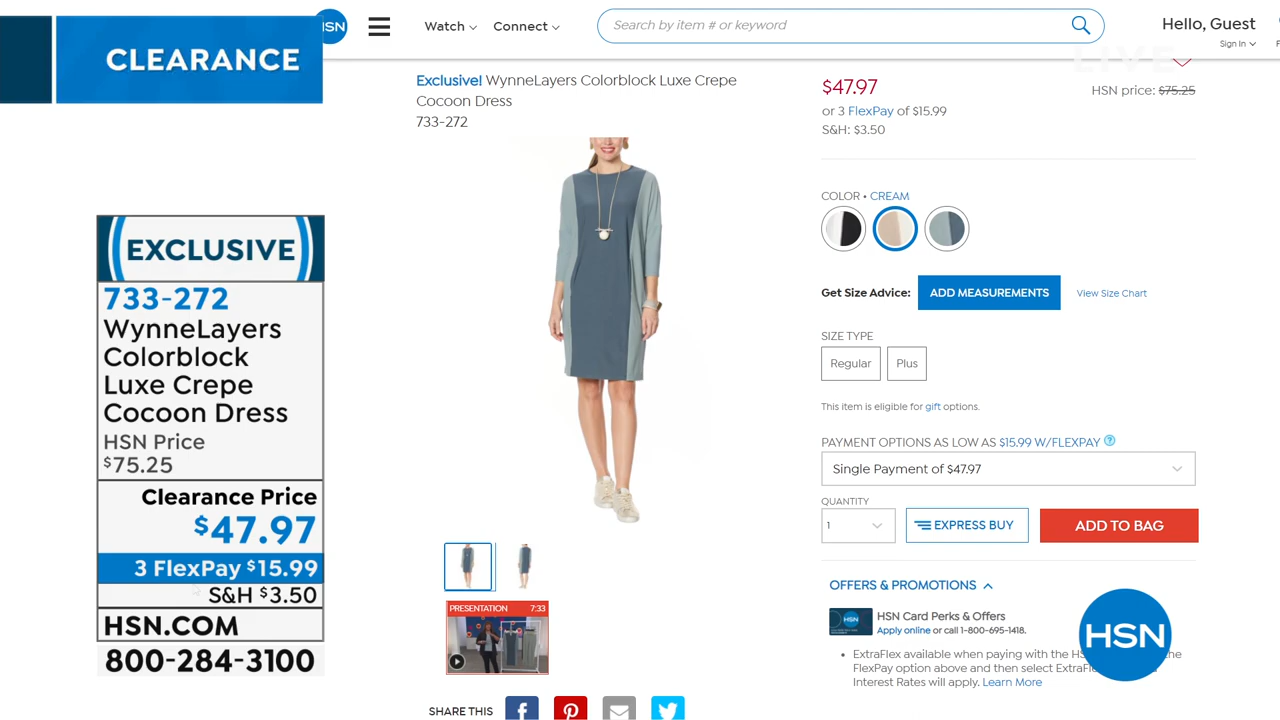 CLEARANCE
HSN
Watch
Connect
Search by item # or keyword
Hello, Guest
Sign In
LIVE
Exclusive! WynneLayers Colorblock Luxe Crepe
Cocoon Dress
733-272
$47.97
HSN price: $75.25
or 3 FlexPay of $15.99
S&H: $3.50
COLOR • CREAM
Get Size Advice:
ADD MEASUREMENTS
View Size Chart
SIZE TYPE
Regular
Plus
This item is eligible for gift options.
PAYMENT OPTIONS AS LOW AS $15.99 W/FLEXPAY ?
Single Payment of $47.97
QUANTITY
1
EXPRESS BUY
ADD TO BAG
OFFERS & PROMOTIONS
HSN
HSN Card Perks & Offers
Apply online or call 1-800-695-1418.
• ExtraFlex available when paying with the HS the
FlexPay option above and then select ExtraFl
Interest Rates will apply. Learn More
HSN
PRESENTATION 7:33
SHARE THIS
EXCLUSIVE
733-272
WynneLayers
Colorblock
Luxe Crepe
Cocoon Dress
HSN Price
$75.25
Clearance Price
$47.97
3 FlexPay $15.99
S&H $3.50
HSN.COM
800-284-3100